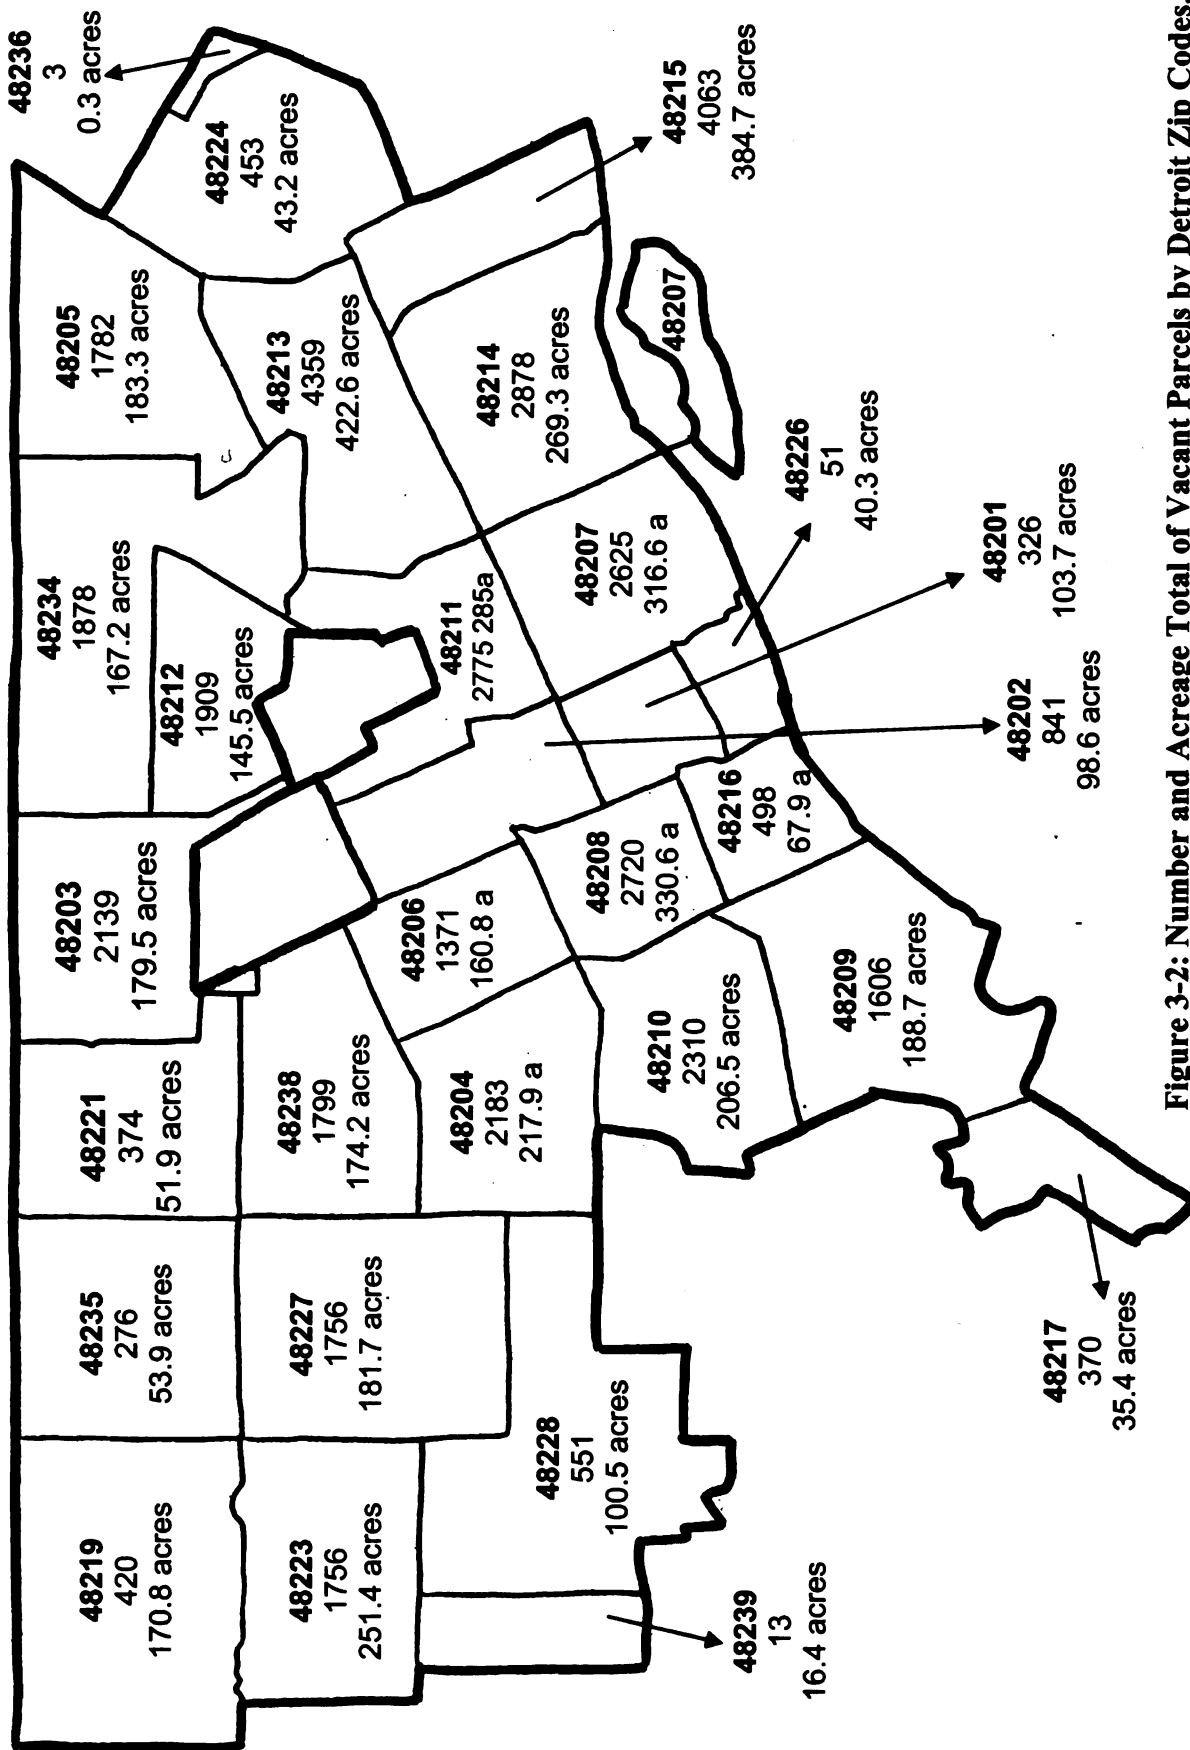 48236
3
0.3 acres
48224
453
43.2 acres
48215
4063
384.7 acres
48205
1782
183.3 acres
48213
4359
422.6 acres
48214
2878
269.3 acres
48207
48226
51
40.3 acres
48234
1878
167.2 acres
48212
1909
145.5 acres
48211
2775 285a
48207
2625
316.6 a
48201
326
103.7 acres
48202
841
98.6 acres
48203
2139
179.5 acres
48206
1371
160.8 a
48208
2720
330.6 a
48216
498
67.9 a
48221
374
51.9 acres
48238
1799
174.2 acres
48204
2183
217.9 a
48210
2310
206.5 acres
48209
1606
188.7 acres
48235
276
53.9 acres
48227
1756
181.7 acres
48217
370
35.4 acres
48219
420
170.8 acres
48223
1756
251.4 acres
48228
551
100.5 acres
48239
13
16.4 acres
Figure 3-2: Number and Acreage Total of Vacant Parcels by Detroit Zip Codes.